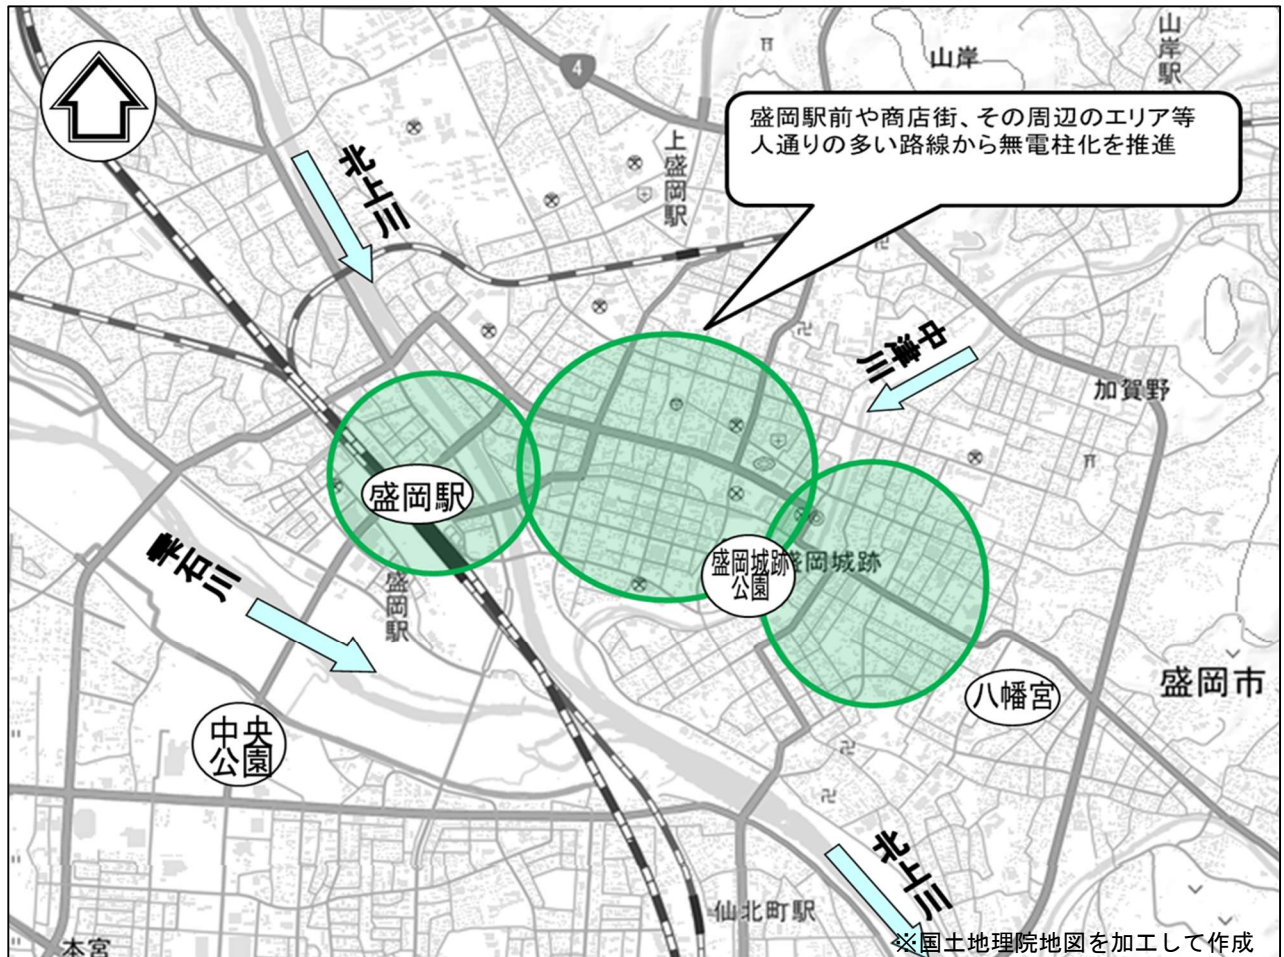 山岸
山岸駅
4
盛岡駅前や商店街、その周辺のエリア等
人通りの多い路線から無電柱化を推進
上盛岡駅
北上川
中津川
加賀野
盛岡駅
盛岡城跡
公園
盛岡城跡
雫石川
盛岡駅
八幡宮
盛岡市
中央
公園
北上川
仙北町駅
本宮
※国土地理院地図を加工して作成